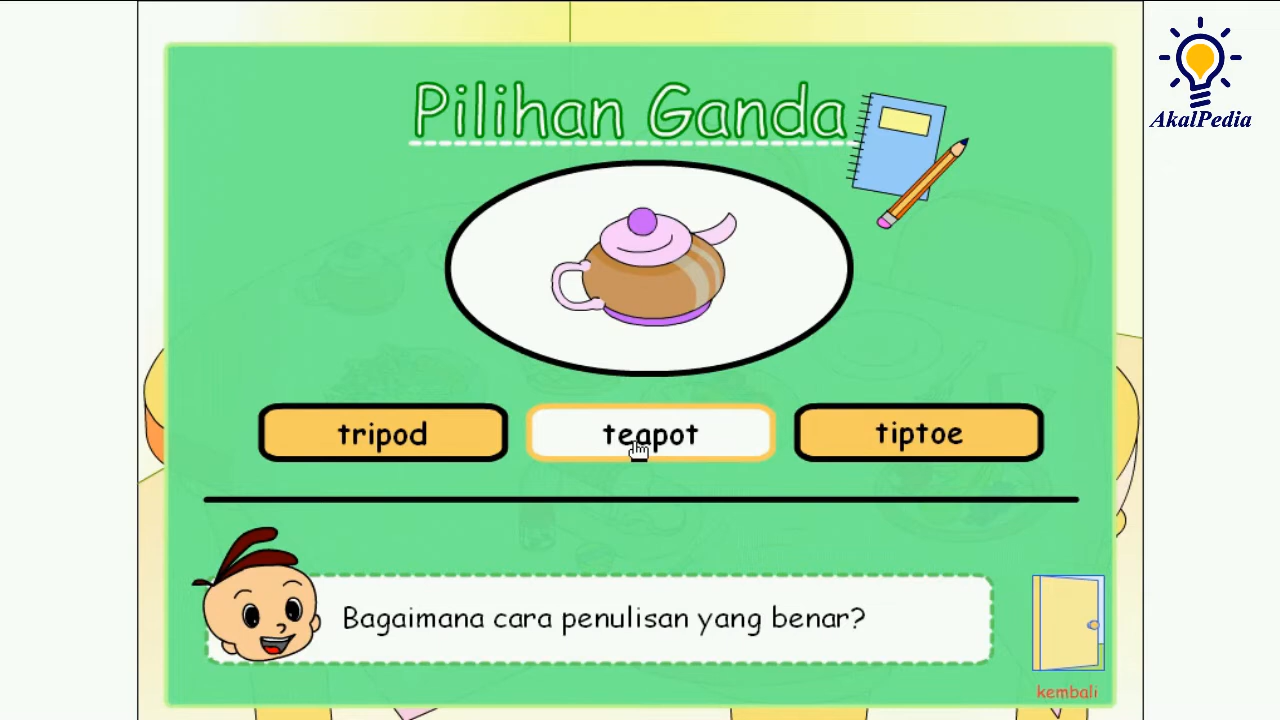 Pilihan Ganda
AkalPedia
tripod
teapot
tiptoe
Bagaimana cara penulisan yang benar?
kembali